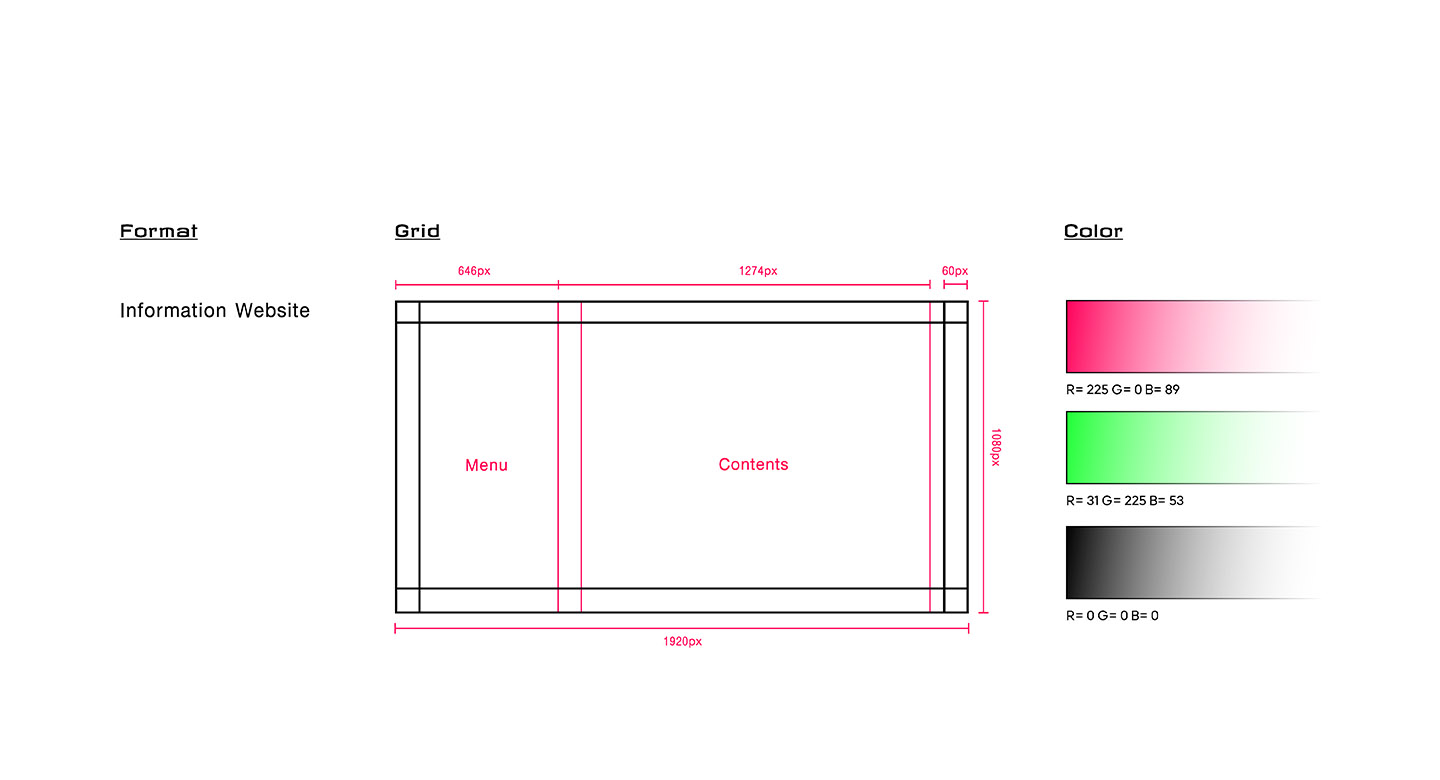 Format
Grid
Color
646px
1274px
60px
Information Website
Menu
Contents
1080px
1920px
R= 225 G= 0 B= 89
R= 31 G= 225 B= 53
R= 0 G= 0 B= 0